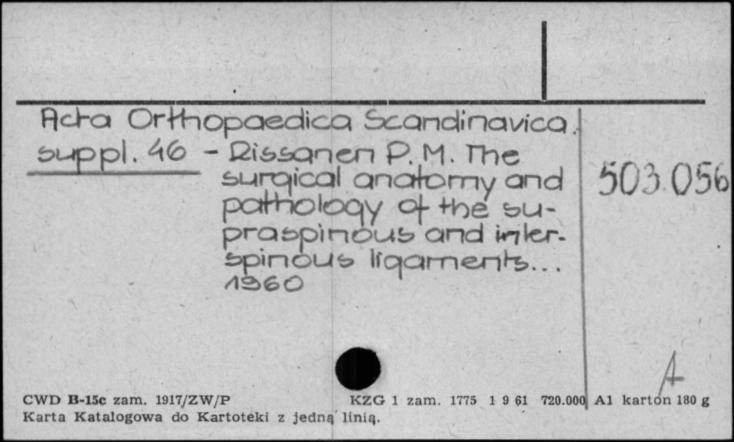 Acta Orthopaedica Scandinavica.
suppl. 46 - Rissanen P. M. The
surgical anatomy and
pathology of the su-
praspinous and inter-
spinous ligaments...
1960
503.056
A
CWD B-15c zam. 1917/ZW/P KZG 1 zam. 1775 1 9 61 720.000 A1 karton 180 g
Karta Katalogowa do Kartoteki z jedną linią.